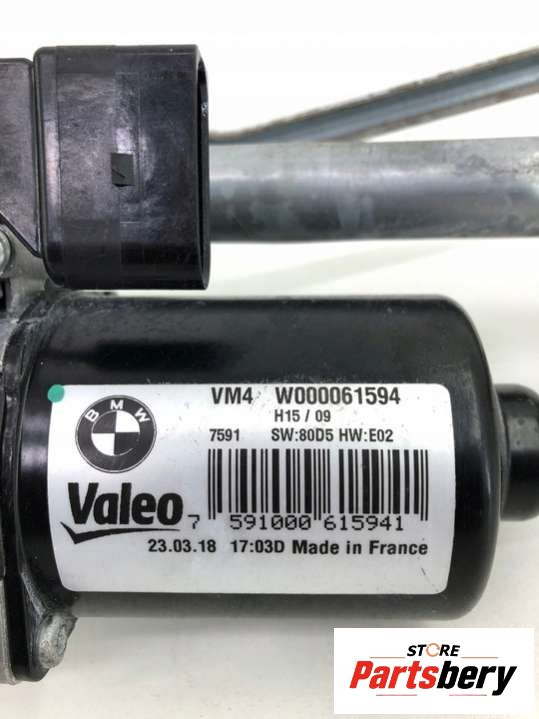 VM4 W000061594
H15 / 09
7591 SW:80D5 HW:E02
BMW
Valeo
7 591000 615941
23.03.18 17:03D Made in France
STORE
Partsbery